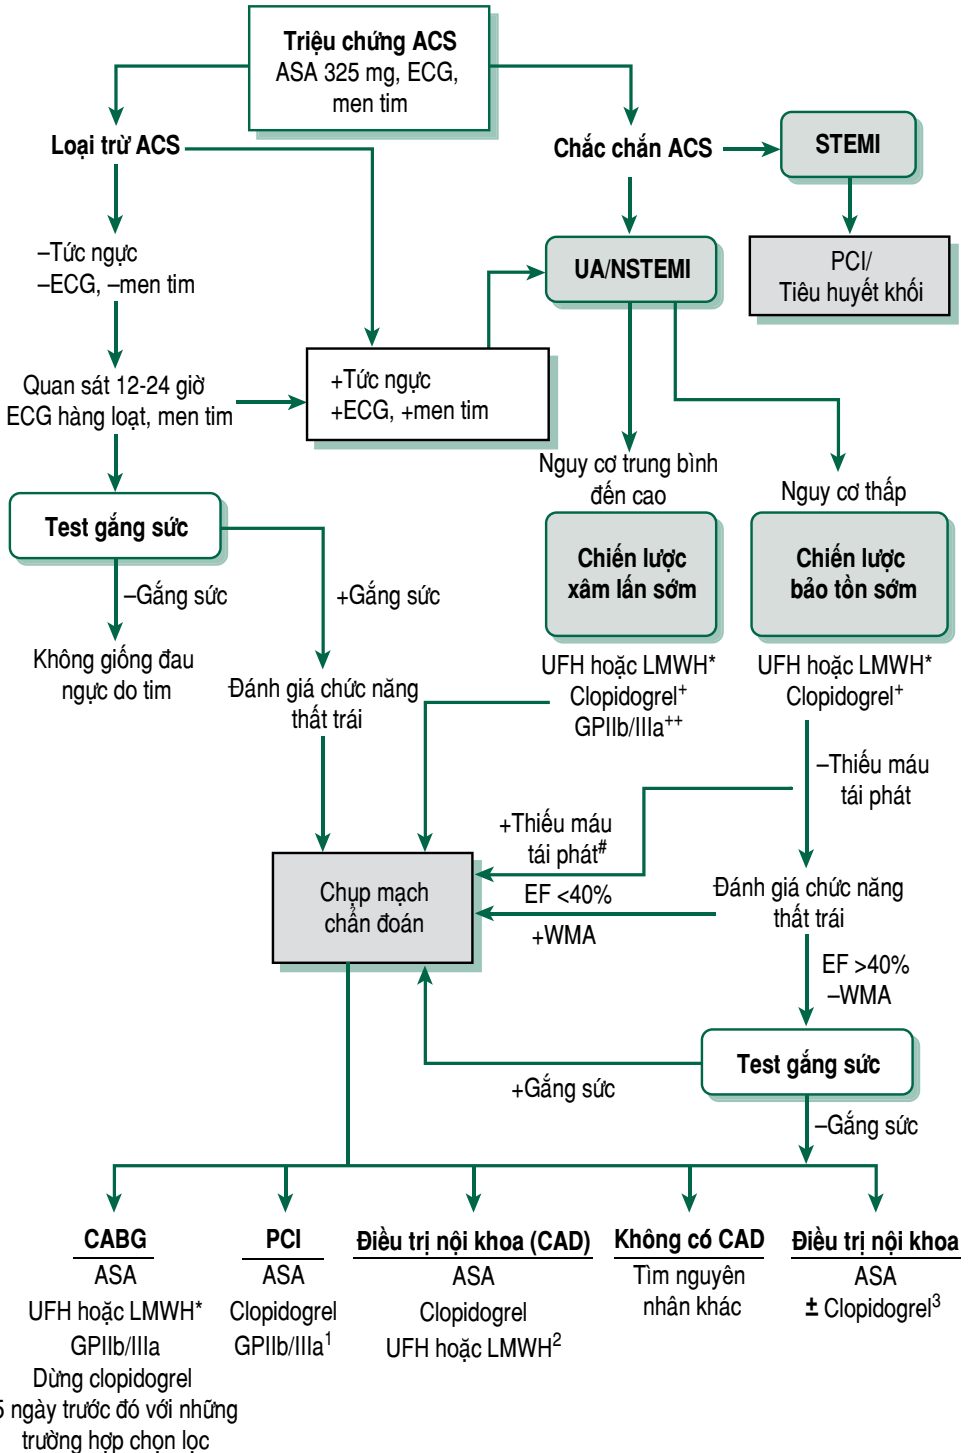 Triệu chứng ACS
ASA 325 mg, ECG,
men tim
Loại trừ ACS
Chắc chắn ACS
STEMI
–Tức ngực
–ECG, –men tim
UA/NSTEMI
PCI/
Tiêu huyết khối
Quan sát 12-24 giờ
ECG hàng loạt, men tim
+Tức ngực
+ECG, +men tim
Nguy cơ trung bình
đến cao
Nguy cơ thấp
Test gắng sức
Chiến lược
xâm lấn sớm
Chiến lược
bảo tồn sớm
–Gắng sức
+Gắng sức
Không giống đau
ngực do tim
Đánh giá chức năng
thất trái
UFH hoặc LMWH*
Clopidogrel+
GPIIb/IIIa++
UFH hoặc LMWH*
Clopidogrel+
–Thiếu máu
tái phát
+Thiếu máu
tái phát#
Chụp mạch
chẩn đoán
EF <40%
+WMA
Đánh giá chức năng
thất trái
EF >40%
–WMA
Test gắng sức
+Gắng sức
–Gắng sức
CABG
ASA
UFH hoặc LMWH*
GPIIb/IIIa
Dừng clopidogrel
5 ngày trước đó với những
trường hợp chọn lọc
PCI
ASA
Clopidogrel
GPIIb/IIIa1
Điều trị nội khoa (CAD)
ASA
Clopidogrel
UFH hoặc LMWH2
Không có CAD
Tìm nguyên
nhân khác
Điều trị nội khoa
ASA
± Clopidogrel3